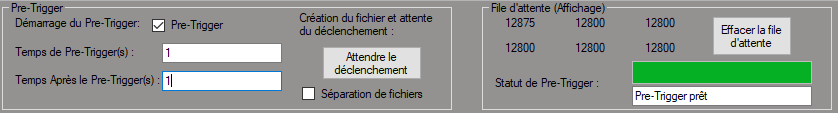 Pre-Trigger
Démarrage du Pre-Trigger: Pre-Trigger
Temps de Pre-Trigger(s) : 1
Temps Après le Pre-Trigger(s) : 1
Création du fichier et attente
du déclenchement :
Attendre le
déclenchement
Séparation de fichiers
File d'attente (Affichage)
12875 12800 12800
12800 12800 12800
Effacer la file
d'attente
Statut de Pre-Trigger :
Pre-Trigger prêt